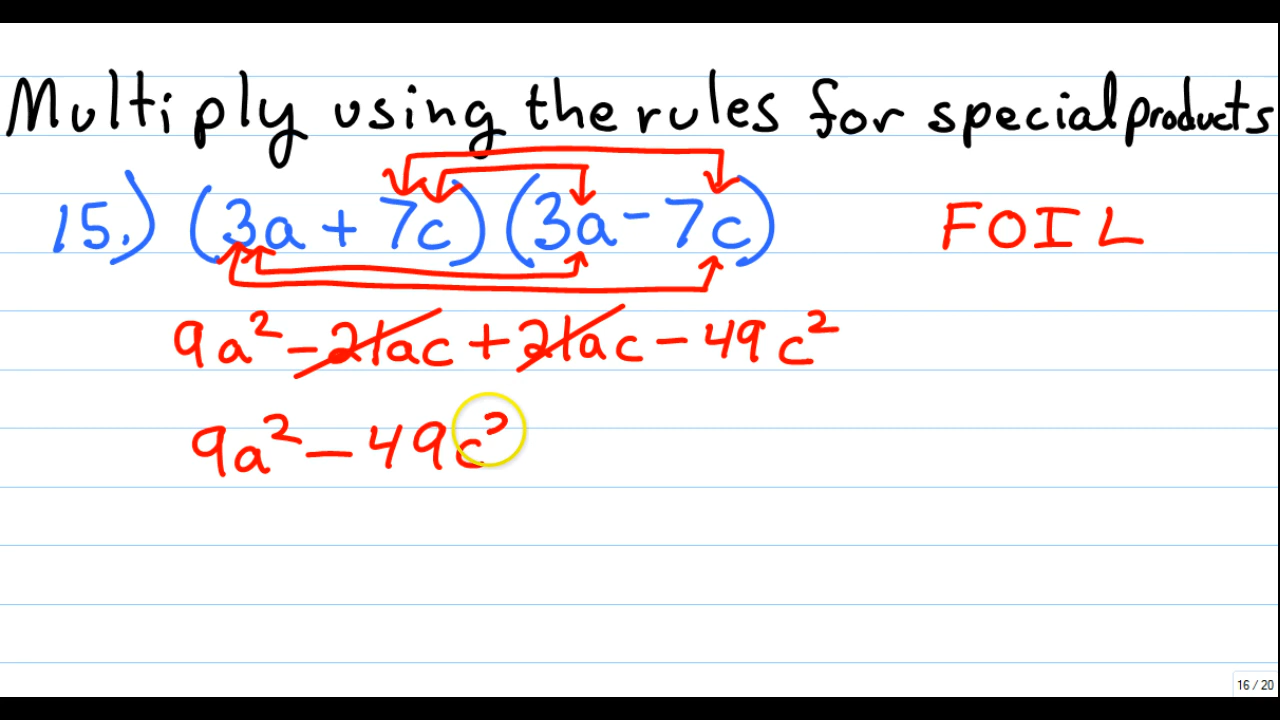 Multiply using the rules for special products
15.) (3a + 7c)(3a - 7c) FOIL
9a² - 21ac + 21ac - 49c²
9a² - 49c²
16 / 20